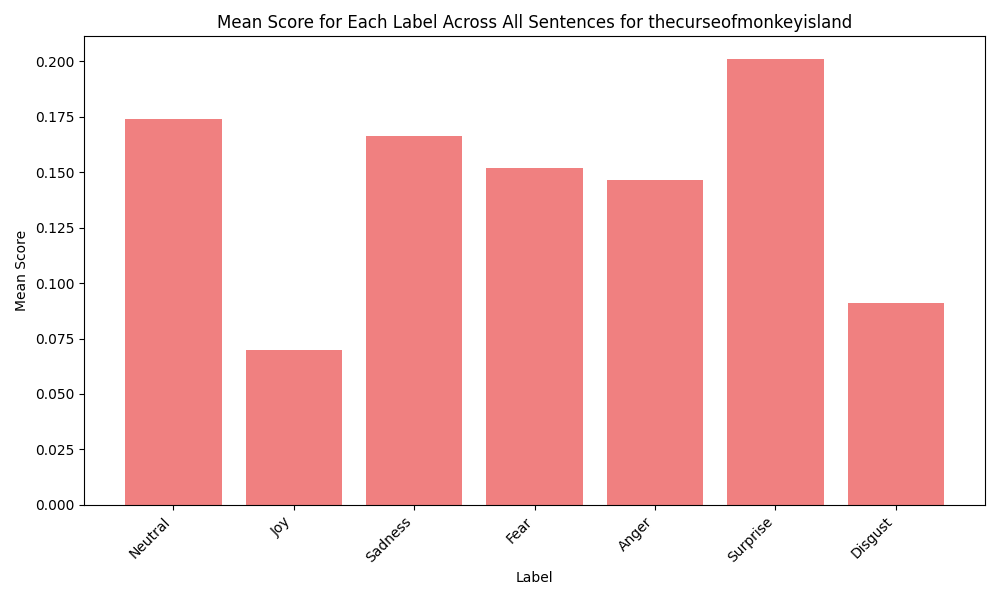 Mean Score for Each Label Across All Sentences for thecurseofmonkeyisland
0.200
0.175
0.150
0.125
0.100
0.075
0.050
0.025
0.000
Mean Score
Neutral
Joy
Sadness
Fear
Anger
Surprise
Disgust
Label